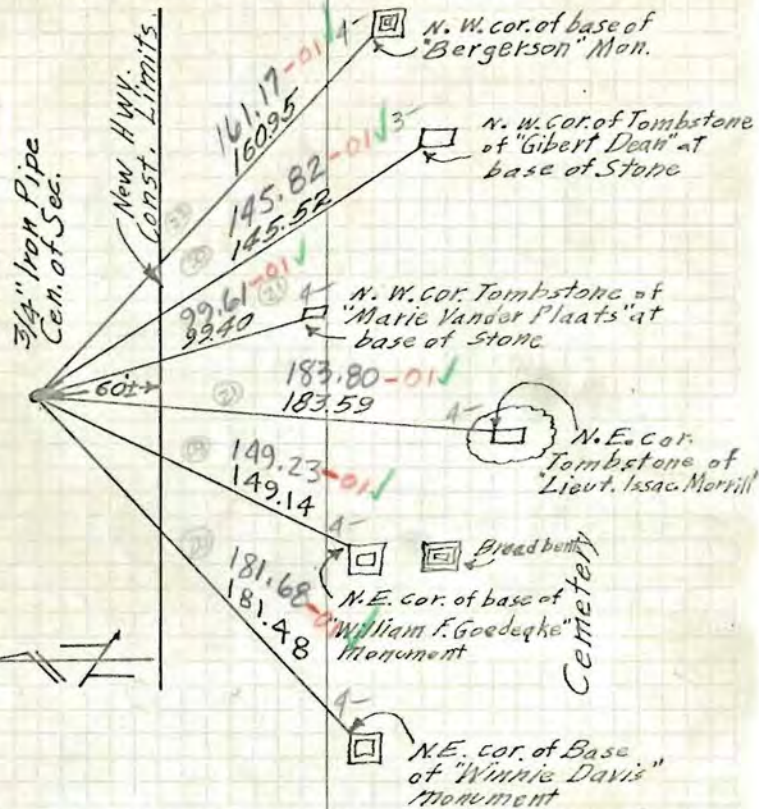 3/4" Iron Pipe
Cen. of Sec.
New Hwy.
Const. Limits.
161.17 -01 ✓
160.95
4-
N. W. cor. of base of
"Bergerson" Mon.
145.82 -01 ✓
145.52
3-
N. W. cor. of Tombstone
of "Gibert Dean" at
base of Stone
99.61 -01 ✓
99.40
21
4-
N. W. cor. Tombstone of
"Marie Vander Plaats" at
base of Stone
60±
183.80 -01 ✓
183.59
21
4-
N. E. cor.
Tombstone of
"Lieut. Issac Morrill"
149.23 -01 ✓
149.14
4-
Broadbent
N. E. cor. of base of
"William F. Goedeqke"
Monument
Cemetery
181.68 -01 ✓
181.48
4-
N. E. cor. of Base
of "Winnie Davis"
Monument